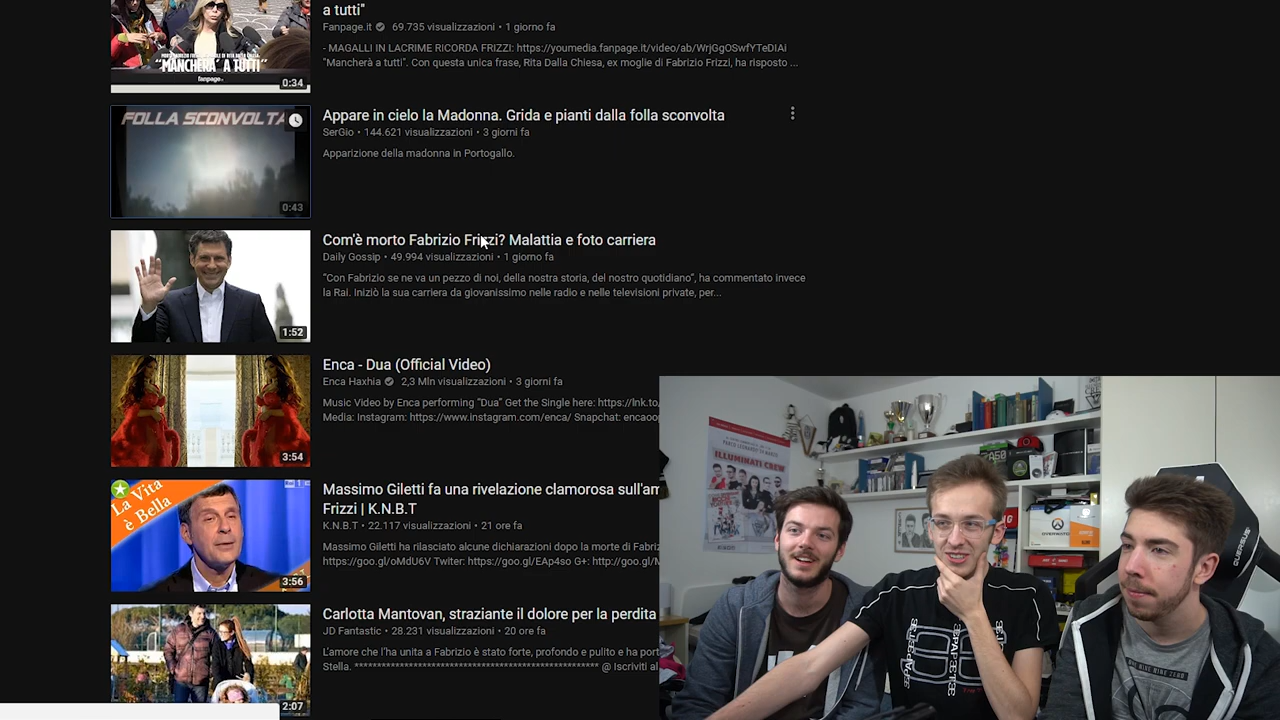 a tutti"
Fanpage.it 69.735 visualizzazioni • 1 giorno fa
- MAGALLI IN LACRIME RICORDA FRIZZI: https://youmedia.fanpage.it/video/ab/WrjGgOSwfYTeDIAi
"Mancherà a tutti". Con questa unica frase, Rita Dalla Chiesa, ex moglie di Fabrizio Frizzi, ha risposto ...
"MANCHERA' A TUTTI"
fanpage
0:34
FOLLA SCONVOLTA
0:43
Appare in cielo la Madonna. Grida e pianti dalla folla sconvolta
SerGio • 144.621 visualizzazioni • 3 giorni fa
Apparizione della madonna in Portogallo.
1:52
Com'è morto Fabrizio Frizzi? Malattia e foto carriera
Daily Gossip • 49.994 visualizzazioni • 1 giorno fa
"Con Fabrizio se ne va un pezzo di noi, della nostra storia, del nostro quotidiano", ha commentato invece
la Rai. Iniziò la sua carriera da giovanissimo nelle radio e nelle televisioni private, per...
3:54
Enca - Dua (Official Video)
Enca Haxhia 2,3 Mln visualizzazioni • 3 giorni fa
Music Video by Enca performing "Dua" Get the Single here: https://lnk.to,
Media: Instagram: https://www.instagram.com/enca/ Snapchat: encaoo
La Vita
è Bella
3:56
Massimo Giletti fa una rivelazione clamorosa sull'am
Frizzi | K.N.B.T
K.N.B.T • 22.117 visualizzazioni • 21 ore fa
Massimo Giletti ha rilasciato alcune dichiarazioni dopo la morte di Fabriz
https://goo.gl/oMdU6V Twiter: https://goo.gl/EAp4so G+: http://goo.gl/M
2:07
Carlotta Mantovan, straziante il dolore per la perdita
JD Fantastic • 28.231 visualizzazioni • 20 ore fa
L'amore che l'ha unita a Fabrizio è stato forte, profondo e pulito e ha port
Stella. ************************************************** @ Iscriviti al
ILLUMINATI CREW
A50
OVERWATCH
ONE NINE NINE ZERO